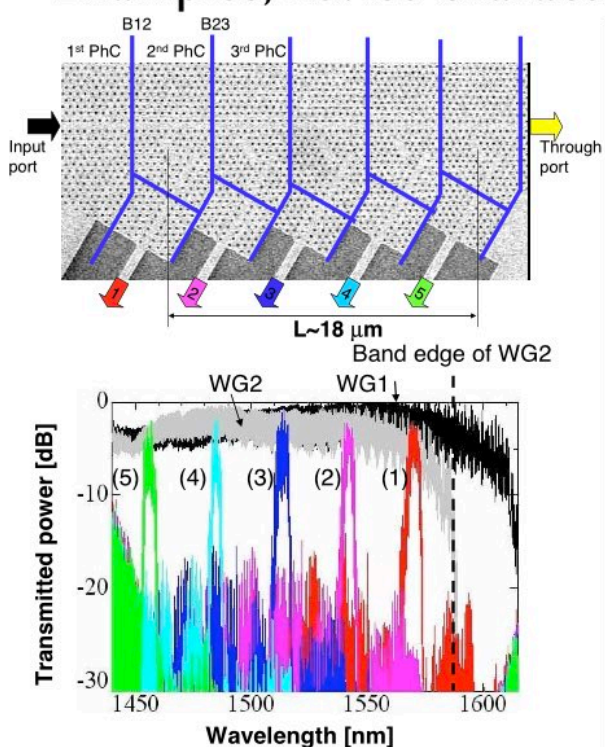 B12 B23
1st PhC 2nd PhC 3rd PhC
Input
port
Through
port
1 2 3 4 5
L~18 μm
Band edge of WG2
WG2 WG1
Transmitted power [dB]
0
-10
-20
-30
(5) (4) (3) (2) (1)
1450 1500 1550 1600
Wavelength [nm]